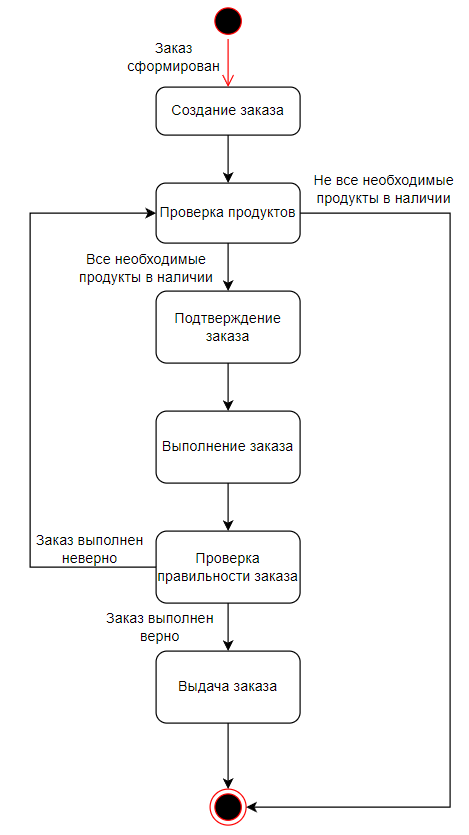 Заказ
сформирован
Создание заказа
Не все необходимые
продукты в наличии
Проверка продуктов
Все необходимые
продукты в наличии
Подтверждение
заказа
Выполнение заказа
Заказ выполнен
неверно
Проверка
правильности заказа
Заказ выполнен
верно
Выдача заказа